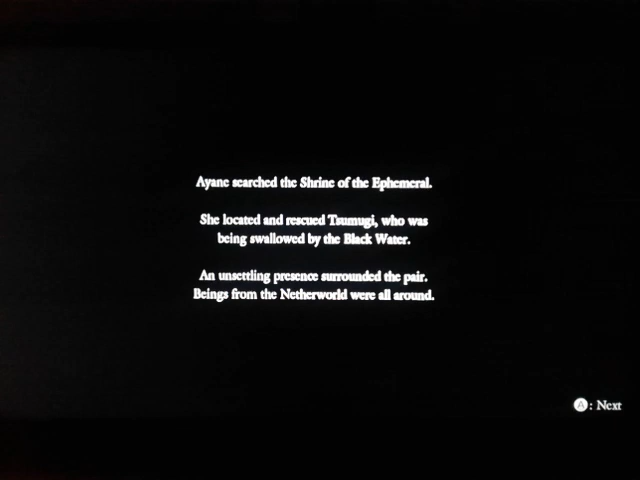 Ayane searched the Shrine of the Ephemeral.
She located and rescued Tsumugi, who was
being swallowed by the Black Water.
An unsettling presence surrounded the pair.
Beings from the Netherworld were all around.
A: Next